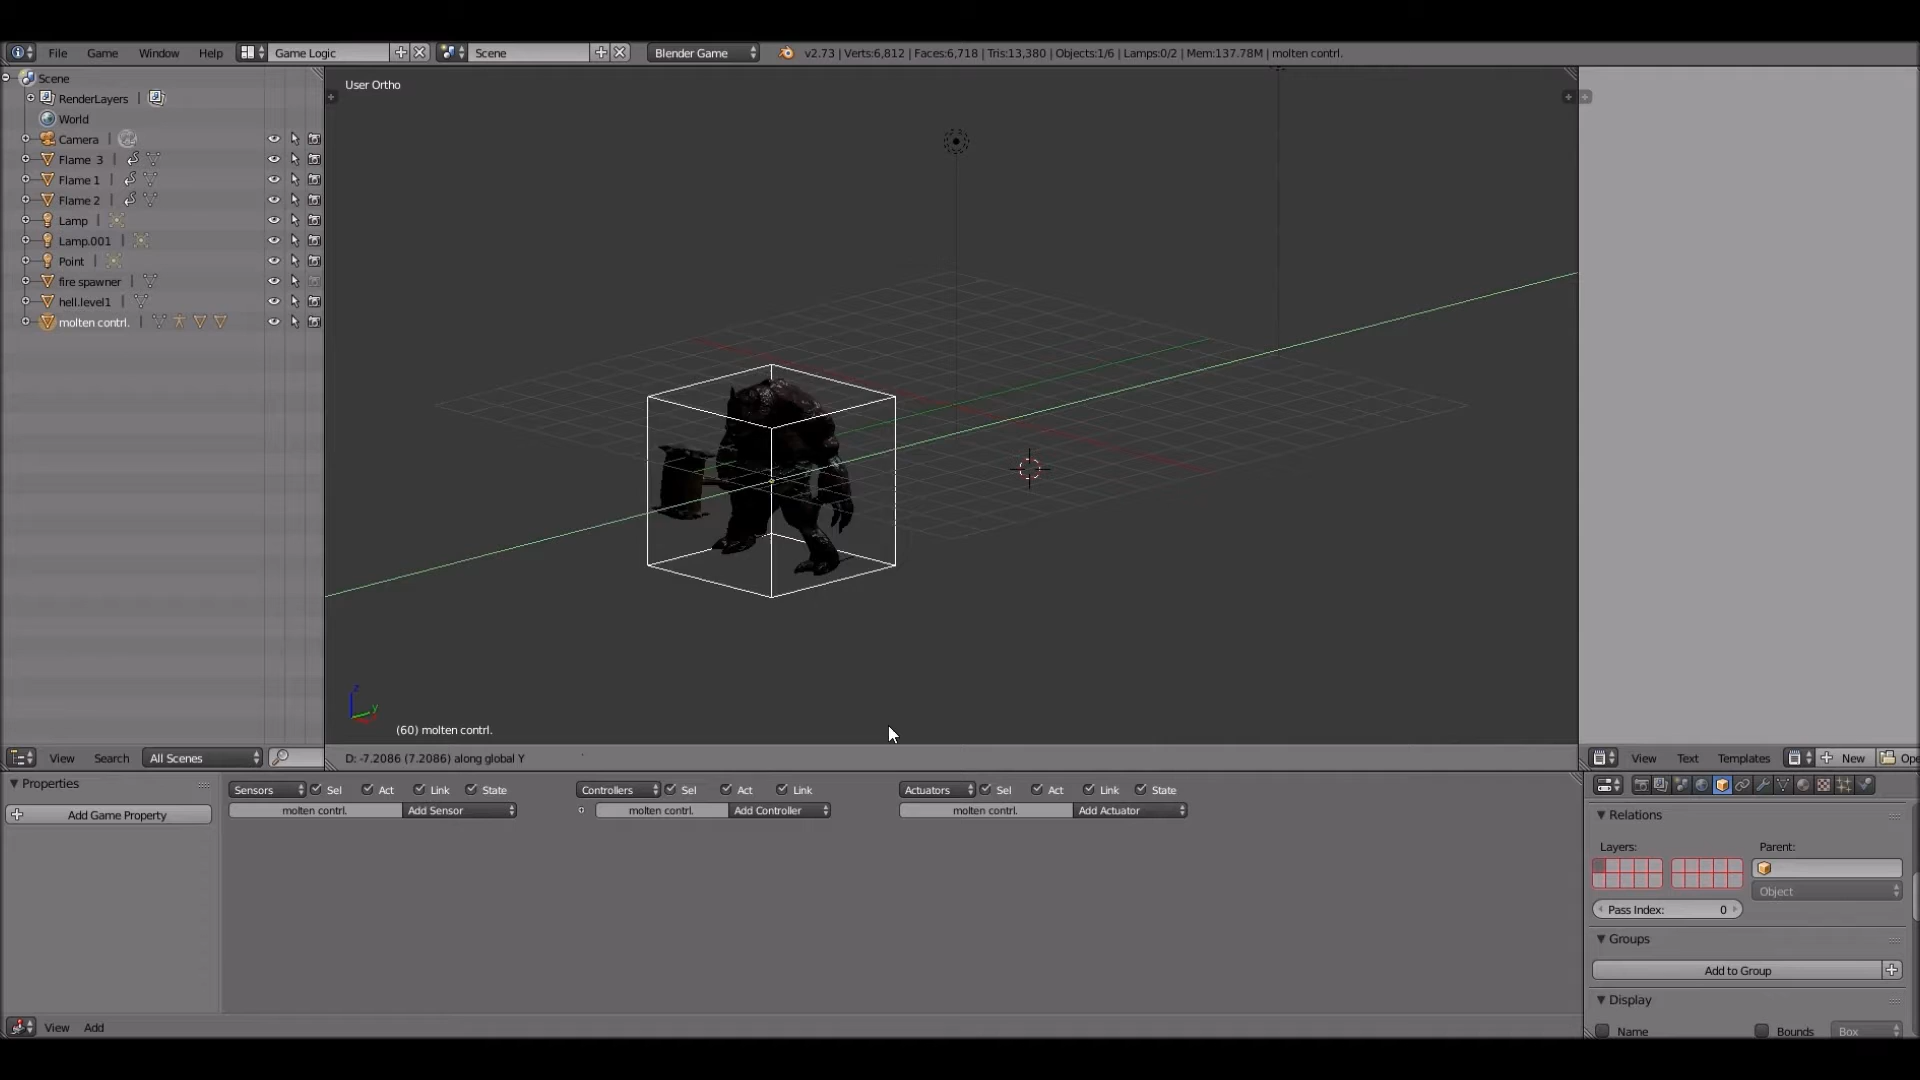 File Game Window Help Game Logic Scene Blender Game v2.73 | Verts:6,812 | Faces:6,718 | Tris:13,380 | Objects:1/6 | Lamps:0/2 | Mem:137.78M | molten contrl.
Scene
RenderLayers |
World
Camera |
Flame 3 |
Flame 1 |
Flame 2 |
Lamp |
Lamp.001 |
Point |
fire spawner |
hell.level1 |
molten contrl. |
User Ortho
z
y
(60) molten contrl.
View Search All Scenes
D: -7.2086 (7.2086) along global Y
View Text Templates New Ope
Properties
Add Game Property
Sensors Sel Act Link State
molten contrl. Add Sensor
Controllers Sel Act Link
molten contrl. Add Controller
Actuators Sel Act Link State
molten contrl. Add Actuator
Relations
Layers: Parent:
Object
Pass Index: 0
Groups
Add to Group
Display
Name Bounds Box
View Add